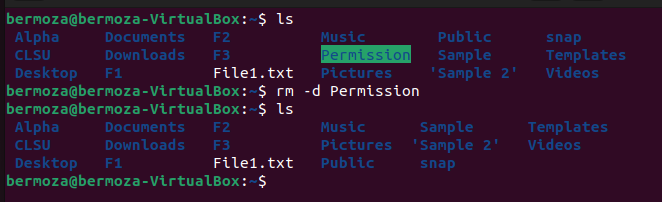 bermoza@bermoza-VirtualBox:~$ ls
Alpha Documents F2 Music Public snap
CLSU Downloads F3 Permission Sample Templates
Desktop F1 File1.txt Pictures 'Sample 2' Videos
bermoza@bermoza-VirtualBox:~$ rm -d Permission
bermoza@bermoza-VirtualBox:~$ ls
Alpha Documents F2 Music Sample Templates
CLSU Downloads F3 Pictures 'Sample 2' Videos
Desktop F1 File1.txt Public snap
bermoza@bermoza-VirtualBox:~$